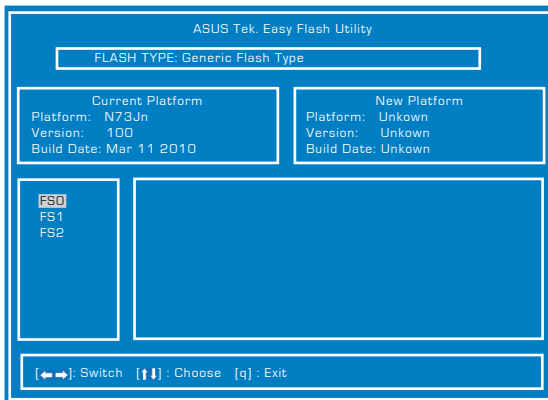 ASUS Tek. Easy Flash Utility
FLASH TYPE: Generic Flash Type
Current Platform
Platform: N73Jn
Version: 100
Build Date: Mar 11 2010
New Platform
Platform: Unkown
Version: Unkown
Build Date: Unkown
FS0
FS1
FS2
[←→]: Switch [↑↓] : Choose [q] : Exit